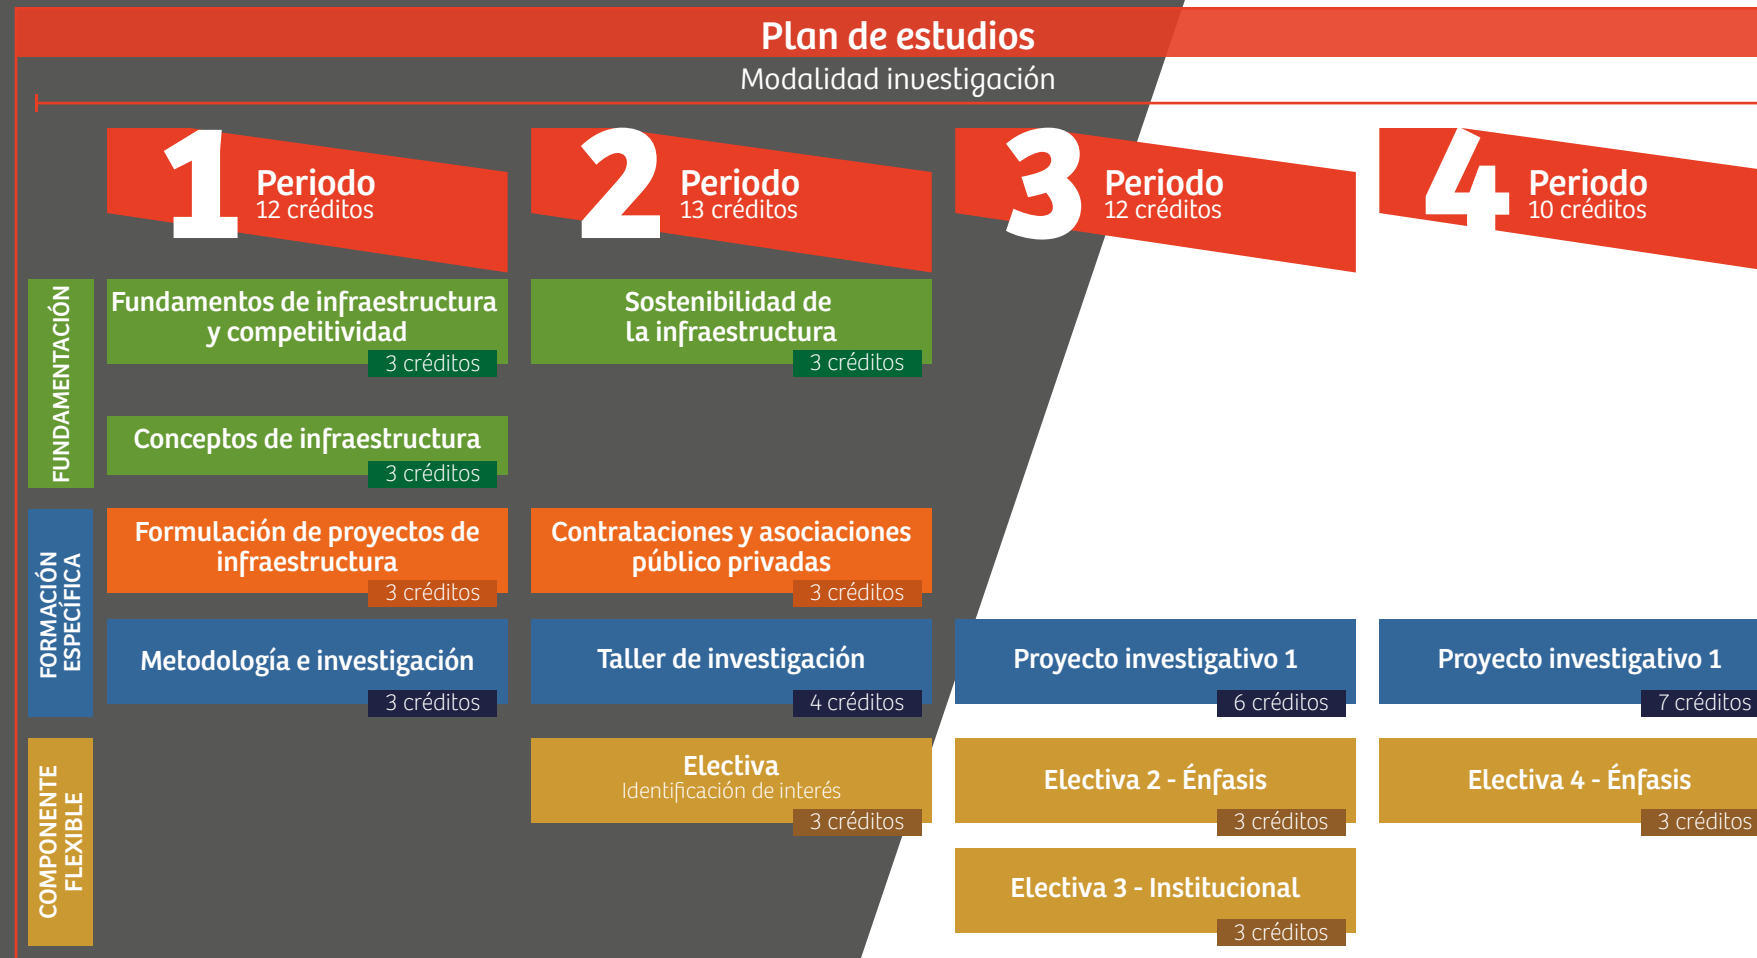 Plan de estudios
Modalidad investigación
1
Periodo
12 créditos
2
Periodo
13 créditos
3
Periodo
12 créditos
4
Periodo
10 créditos
FUNDAMENTACIÓN
Fundamentos de infraestructura
y competitividad
3 créditos
Sostenibilidad de
la infraestructura
3 créditos
Conceptos de infraestructura
3 créditos
FORMACIÓN
ESPECÍFICA
Formulación de proyectos de
infraestructura
3 créditos
Contrataciones y asociaciones
público privadas
3 créditos
Metodología e investigación
3 créditos
Taller de investigación
4 créditos
Proyecto investigativo 1
6 créditos
Proyecto investigativo 1
7 créditos
COMPONENTE
FLEXIBLE
Electiva
Identificación de interés
3 créditos
Electiva 2 - Énfasis
3 créditos
Electiva 4 - Énfasis
3 créditos
Electiva 3 - Institucional
3 créditos